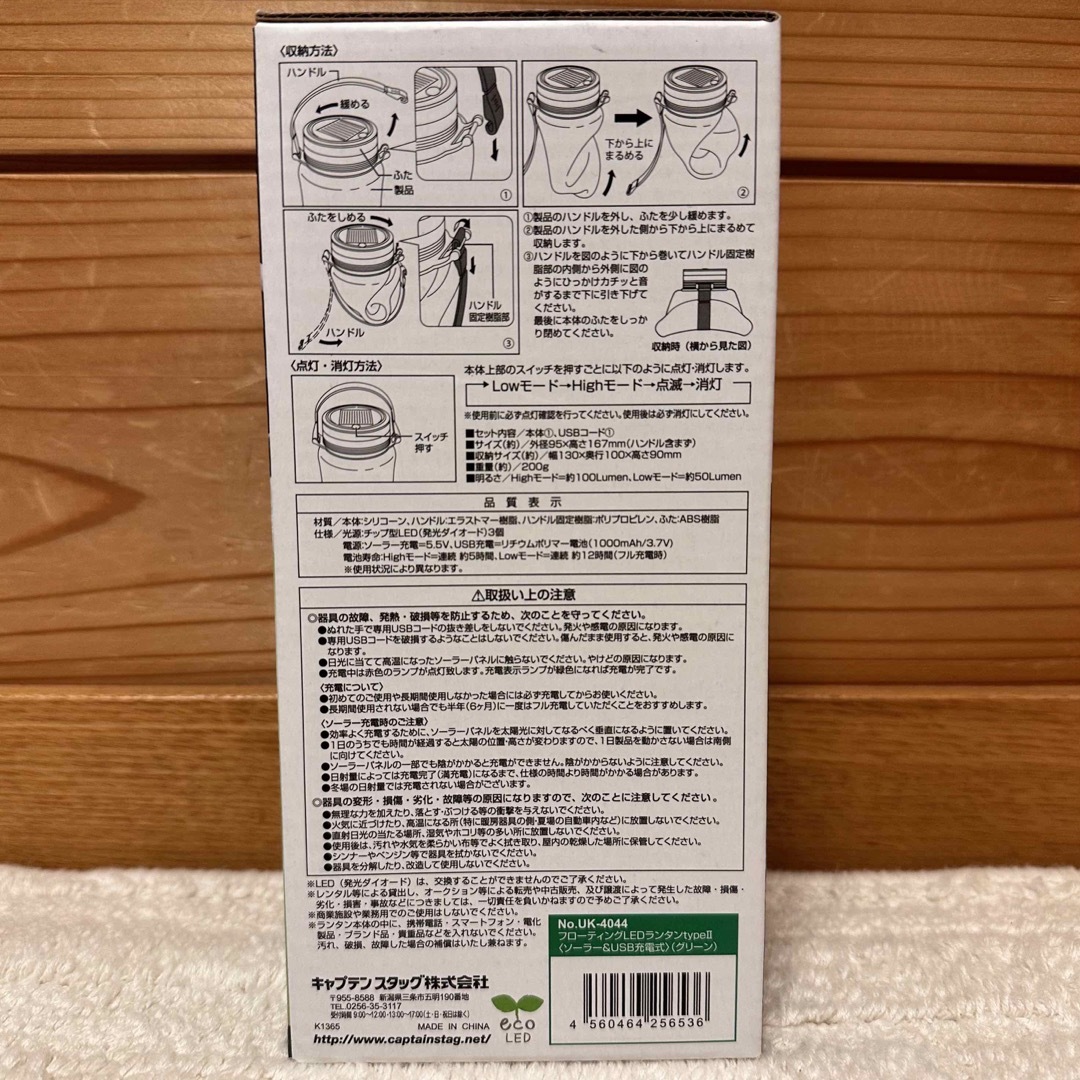 〈収納方法〉
ハンドル
緩める
ふた
製品
①
下から上に
まるめる
②
ふたをしめる
ハンドル
ハンドル
固定樹脂部
③
①製品のハンドルを外し、ふたを少し緩めます。
②製品のハンドルを外した側から下から上にまるめて
収納します。
③ハンドルを図のように下から巻いてハンドル固定樹
脂部の内側から外側に図の
ようにひっかけカチッと音
がするまで下に引き下げて
ください。
最後に本体のふたをしっか
り閉めてください。
収納時（横から見た図）
〈点灯・消灯方法〉
スイッチ
押す
本体上部のスイッチを押すごとに以下のように点灯・消灯します。
Lowモード→Highモード→点滅→消灯
※使用前に必ず点灯確認を行ってください。使用後は必ず消灯にしてください。
■セット内容／本体①、USBコード①
■サイズ(約)／外径95×高さ167mm(ハンドル含まず)
■収納サイズ(約)／幅130×奥行100×高さ90mm
■重量(約)／200g
■明るさ／Highモード=約100Lumen、Lowモード=約50Lumen
品質表示
材質／本体:シリコーン、ハンドル:エラストマー樹脂、ハンドル固定樹脂:ポリプロピレン、ふた:ABS樹脂
仕様／光源:チップ型LED(発光ダイオード)3個
電源:ソーラー充電=5.5V、USB充電=リチウムポリマー電池(1000mAh/3.7V)
電池寿命:Highモード=連続 約5時間、Lowモード=連続 約12時間(フル充電時)
※使用状況により異なります。
⚠取扱い上の注意
◎器具の故障、発熱・破損等を防止するため、次のことを守ってください。
●ぬれた手で専用USBコードの抜き差しをしないでください。発火や感電の原因になります。
●専用USBコードを破損するようなことはしないでください。傷んだまま使用すると、発火や感電の原因に
なります。
●日光に当てて高温になったソーラーパネルに触らないでください。やけどの原因になります。
●充電中は赤色のランプが点灯致します。充電表示ランプが緑色になれば充電が完了です。
〈充電について〉
●初めてのご使用や長期間使用しなかった場合には必ず充電してからお使いください。
●長期間使用されない場合でも半年(6ヶ月)に一度はフル充電していただくことをおすすめします。
〈ソーラー充電時のご注意〉
●効率よく充電するために、ソーラーパネルを太陽光に対してなるべく垂直になるように置いてください。
●1日のうちでも時間が経過すると太陽の位置・高さが変わりますので、1日製品を動かさない場合は南側
に向けてください。
●ソーラーパネルの一部でも陰がかかると充電ができません。陰がかからないように注意してください。
●日射量によっては充電完了(満充電)になるまで、仕様の時間より時間がかかる場合があります。
●冬場の日射量では充電されない場合がございます。
◎器具の変形・損傷・劣化・故障等の原因になりますので、次のことに注意してください。
●無理な力を加えたり、落とす・ぶつける等の衝撃を与えないでください。
●火気に近づけたり、高温になる所(特に暖房器具の側・夏場の自動車内など)に放置しないでください。
●直射日光の当たる場所、湿気やホコリ等の多い所に放置しないでください。
●使用後は、汚れや水気を柔らかい布等でよく拭き取り、屋内の乾燥した場所に保管してください。
●シンナーやベンジン等で器具を拭かないでください。
●器具を分解したり、改造して使用しないでください。
※LED（発光ダイオード）は、交換することができませんのでご了承ください。
※レンタル等による貸出し、オークション等による転売や中古販売、及び譲渡によって発生した故障・損傷・
劣化・損害・事故などにつきましては、一切責任を負いかねますので予めご了承ください。
※商業施設や業務用でのご使用はしないでください。
※ランタン本体の中に、携帯電話・スマートフォン・電化
製品・ブランド品・貴重品などを入れないでください。
汚れ、破損、故障した場合の補償はいたし兼ねます。
No.UK-4044
フローティングLEDランタンtypeⅡ
〈ソーラー&USB充電式〉(グリーン)
キャプテンスタッグ株式会社
〒955-8588 新潟県三条市五明190番地
TEL.0256-35-3117
受付時間 9:00〜12:00・13:00〜17:00(土・日・祝日は除く)
K1365 MADE IN CHINA
http://www.captainstag.net/
eco
LED
4 560464 256536